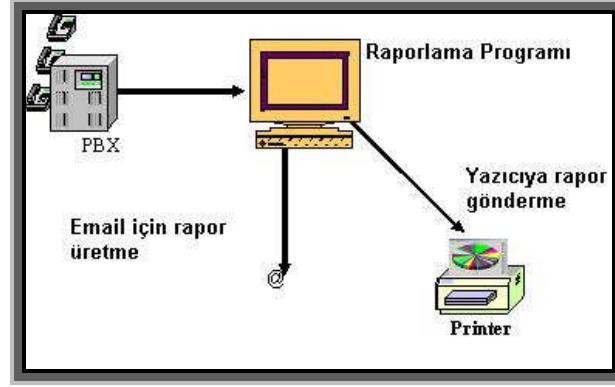 Raporlama Programı
PBX
Yazıcıya rapor
gönderme
Email için rapor
üretme
@
Printer